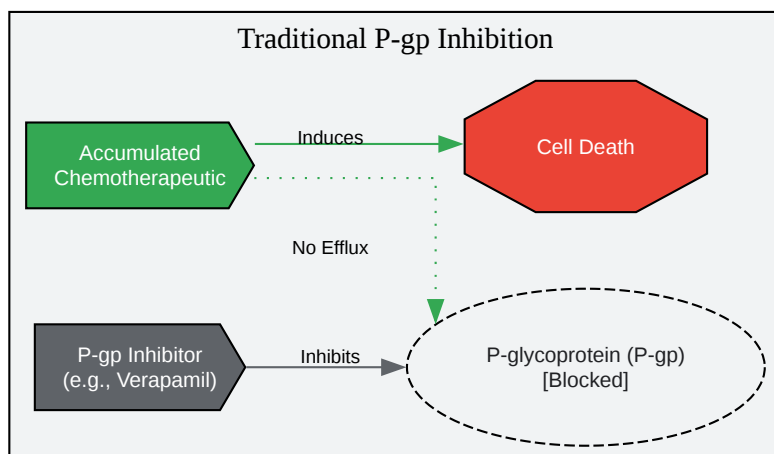 Traditional P-gp Inhibition
Accumulated
Chemotherapeutic
Induces
Cell Death
No Efflux
P-gp Inhibitor
(e.g., Verapamil)
Inhibits
P-glycoprotein (P-gp)
[Blocked]